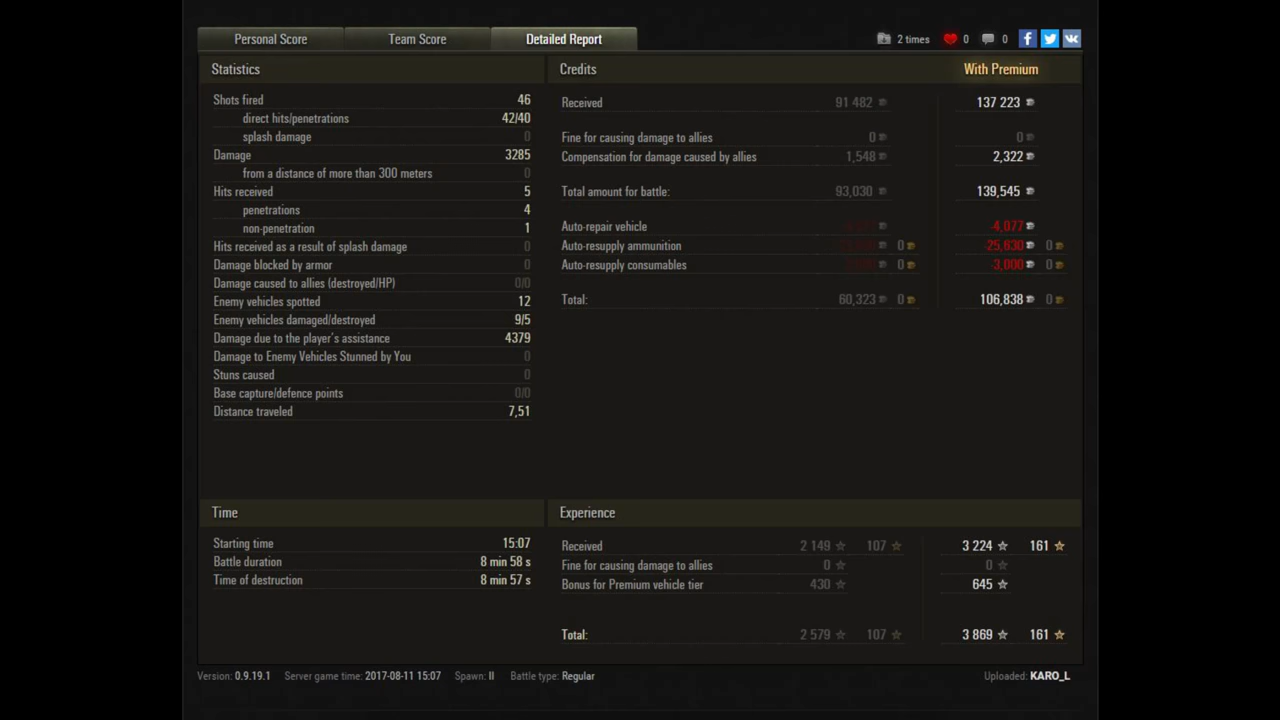 Personal Score Team Score Detailed Report 2 times 0 0
Statistics
Shots fired 46
direct hits/penetrations 42/40
splash damage 0
Damage 3285
from a distance of more than 300 meters 0
Hits received 5
penetrations 4
non-penetration 1
Hits received as a result of splash damage 0
Damage blocked by armor 0
Damage caused to allies (destroyed/HP) 0/0
Enemy vehicles spotted 12
Enemy vehicles damaged/destroyed 9/5
Damage due to the player's assistance 4379
Damage to Enemy Vehicles Stunned by You 0
Stuns caused 0
Base capture/defence points 0/0
Distance traveled 7,51
Credits With Premium
Received 91 482 137 223
Fine for causing damage to allies 0 0
Compensation for damage caused by allies 1,548 2,322
Total amount for battle: 93,030 139,545
Auto-repair vehicle -4,077
Auto-resupply ammunition 0 -25,630 0
Auto-resupply consumables 0 -3,000 0
Total: 60,323 0 106,838 0
Time
Starting time 15:07
Battle duration 8 min 58 s
Time of destruction 8 min 57 s
Experience
Received 2 149 107 3 224 161
Fine for causing damage to allies 0 0
Bonus for Premium vehicle tier 430 645
Total: 2 579 107 3 869 161
Version: 0.9.19.1 Server game time: 2017-08-11 15:07 Spawn: II Battle type: Regular Uploaded: KARO_L